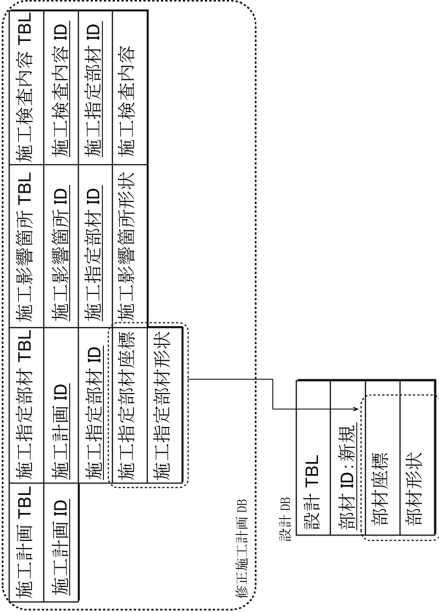 施工計画 TBL
施工計画 ID
施工指定部材 TBL
施工計画 ID
施工指定部材 ID
施工指定部材座標
施工指定部材形状
施工影響箇所 TBL
施工影響箇所 ID
施工指定部材 ID
施工影響箇所形状
施工検査内容 TBL
施工検査内容 ID
施工指定部材 ID
施工検査内容
修正施工計画 DB
設計 DB
設計 TBL
部材 ID:新規
部材座標
部材形状